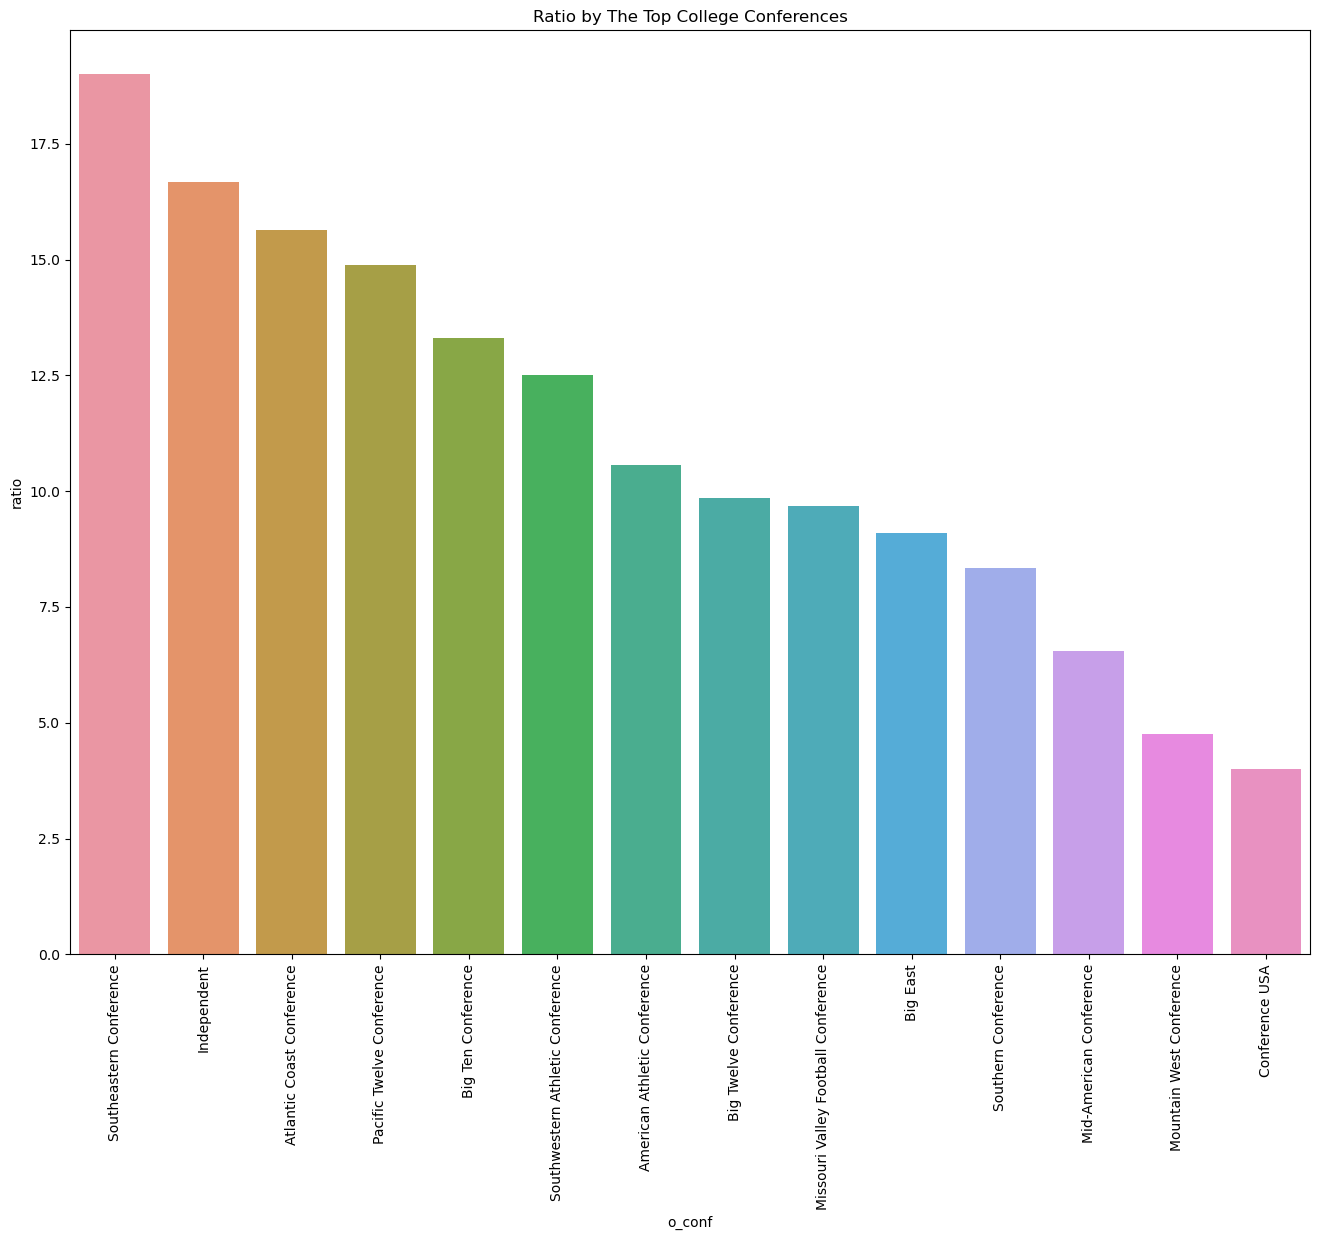 Ratio by The Top College Conferences
17.5
15.0
12.5
10.0
7.5
5.0
2.5
0.0
ratio
Southeastern Conference
Independent
Atlantic Coast Conference
Pacific Twelve Conference
Big Ten Conference
Southwestern Athletic Conference
American Athletic Conference
Big Twelve Conference
Missouri Valley Football Conference
Big East
Southern Conference
Mid-American Conference
Mountain West Conference
Conference USA
o_conf